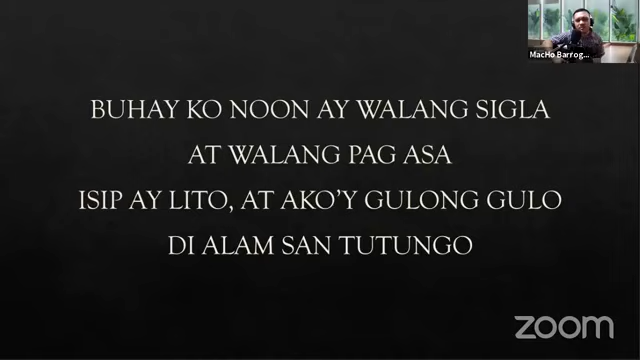 MacHo Barrog...
BUHAY KO NOON AY WALANG SIGLA
AT WALANG PAG ASA
ISIP AY LITO, AT AKO'Y GULONG GULO
DI ALAM SAN TUTUNGO
zoom